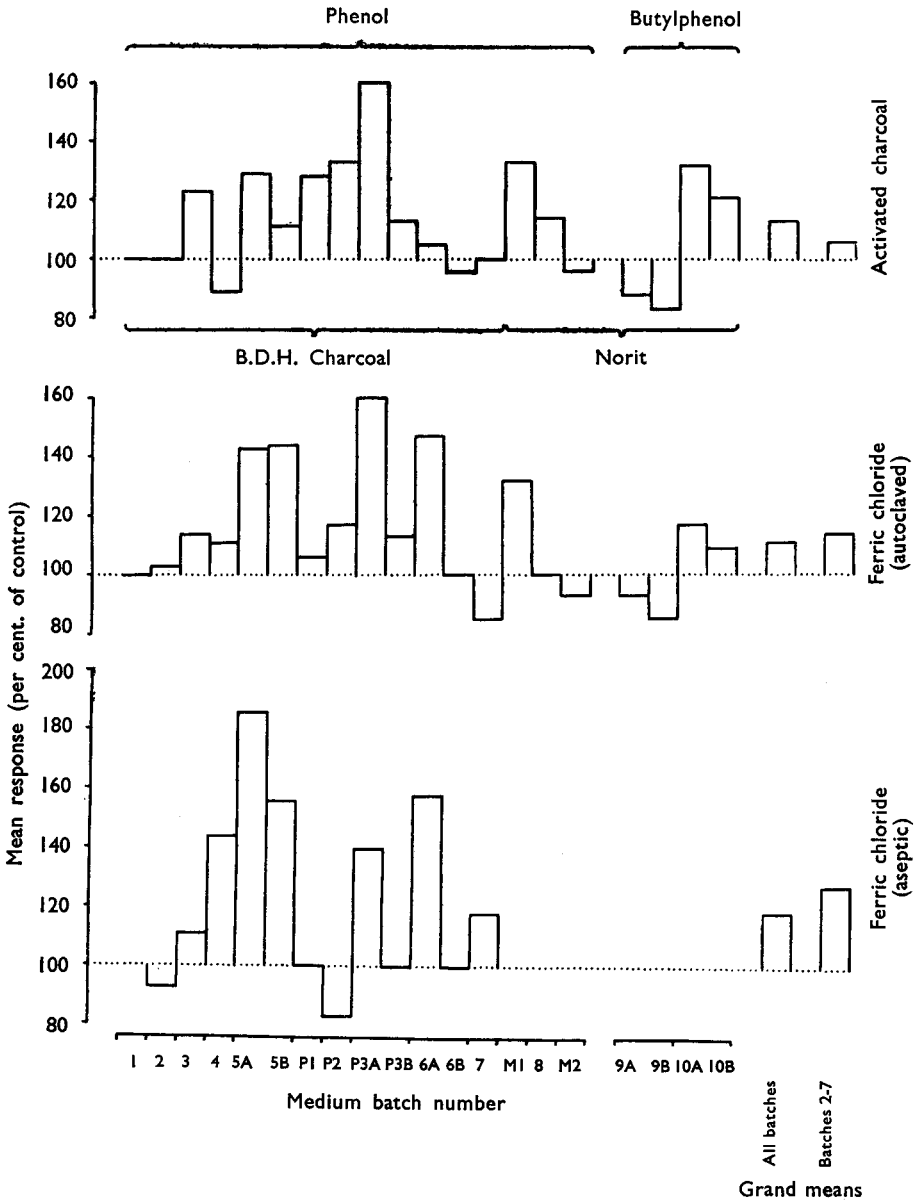 Phenol Butylphenol
160
140
120
100
80
Activated charcoal
B.D.H. Charcoal Norit
160
140
120
100
80
Ferric chloride
(autoclaved)
Mean response (per cent. of control)
200
180
160
140
120
100
80
Ferric chloride
(aseptic)
1 2 3 4 5A 5B P1 P2 P3A P3B 6A 6B 7 M1 8 M2 9A 9B 10A 10B
Medium batch number
All batches
Batches 2-7
Grand means